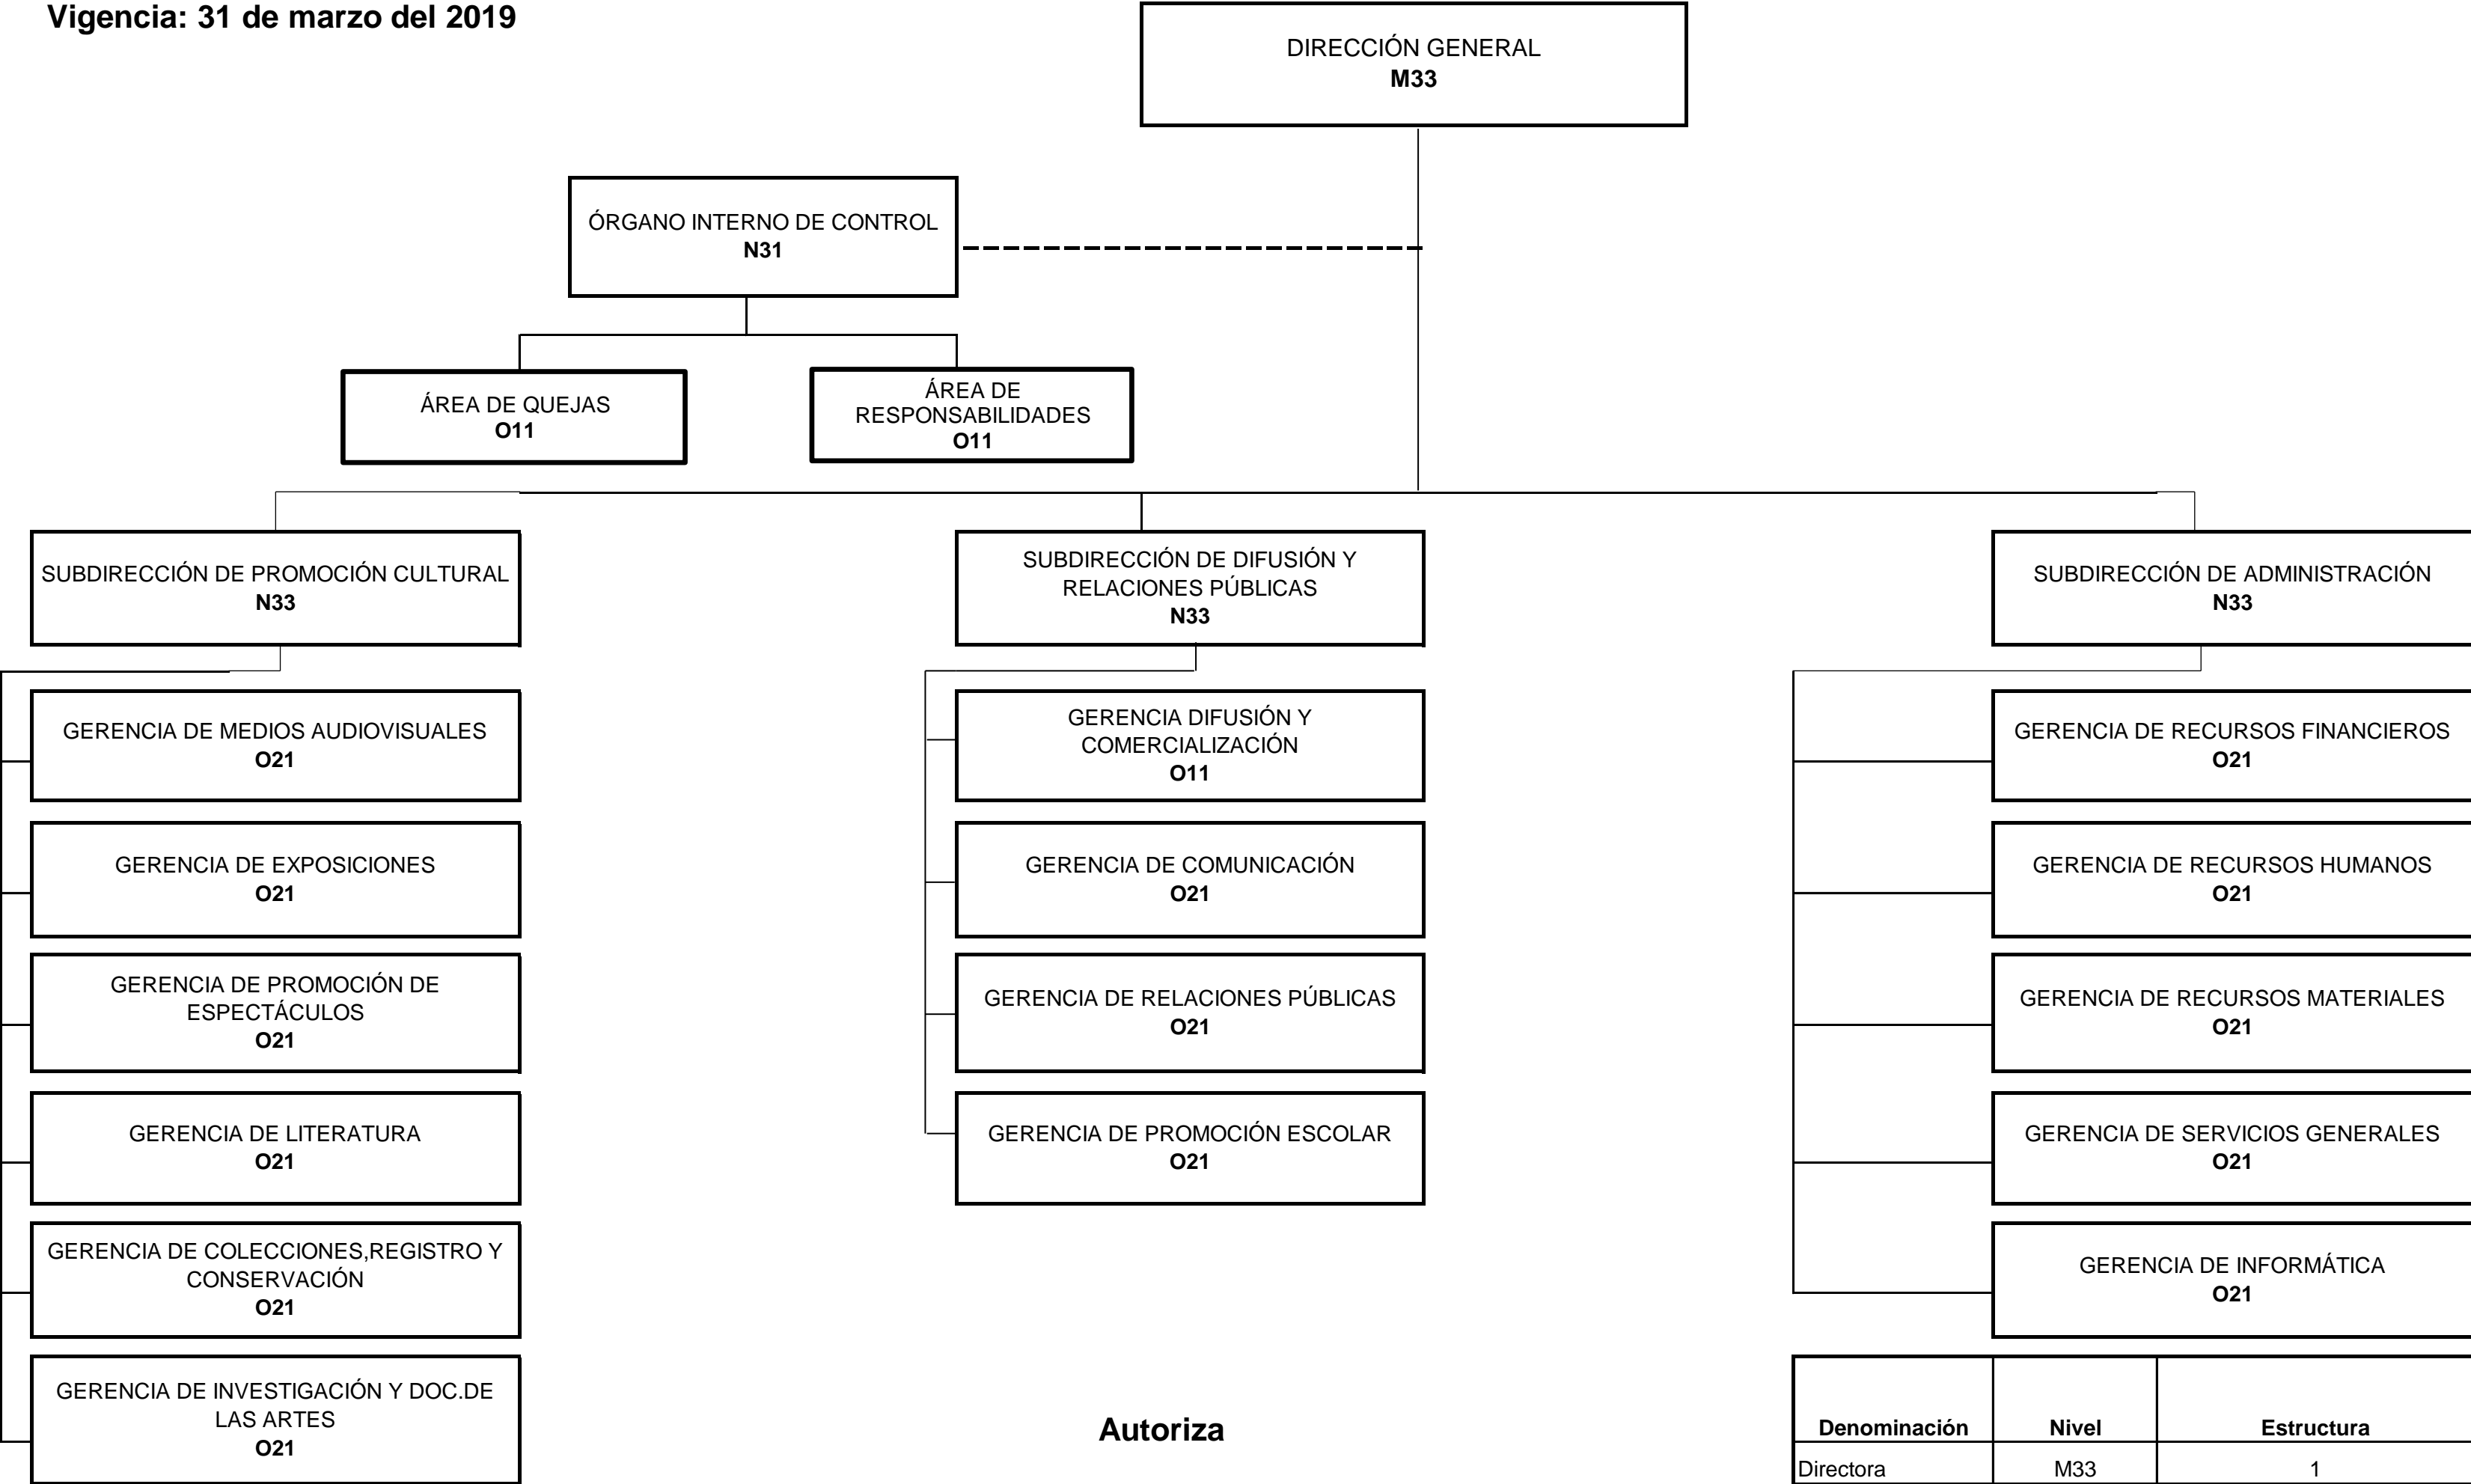 Vigencia: 31 de marzo del 2019
DIRECCIÓN GENERAL
M33
ÓRGANO INTERNO DE CONTROL
N31
ÁREA DE QUEJAS
O11
ÁREA DE
RESPONSABILIDADES
O11
SUBDIRECCIÓN DE PROMOCIÓN CULTURAL
N33
GERENCIA DE MEDIOS AUDIOVISUALES
O21
GERENCIA DE EXPOSICIONES
O21
GERENCIA DE PROMOCIÓN DE
ESPECTÁCULOS
O21
GERENCIA DE LITERATURA
O21
GERENCIA DE COLECCIONES,REGISTRO Y
CONSERVACIÓN
O21
GERENCIA DE INVESTIGACIÓN Y DOC.DE
LAS ARTES
O21
SUBDIRECCIÓN DE DIFUSIÓN Y
RELACIONES PÚBLICAS
N33
GERENCIA DIFUSIÓN Y
COMERCIALIZACIÓN
O11
GERENCIA DE COMUNICACIÓN
O21
GERENCIA DE RELACIONES PÚBLICAS
O21
GERENCIA DE PROMOCIÓN ESCOLAR
O21
SUBDIRECCIÓN DE ADMINISTRACIÓN
N33
GERENCIA DE RECURSOS FINANCIEROS
O21
GERENCIA DE RECURSOS HUMANOS
O21
GERENCIA DE RECURSOS MATERIALES
O21
GERENCIA DE SERVICIOS GENERALES
O21
GERENCIA DE INFORMÁTICA
O21
Autoriza
Denominación Nivel Estructura
Directora M33 1